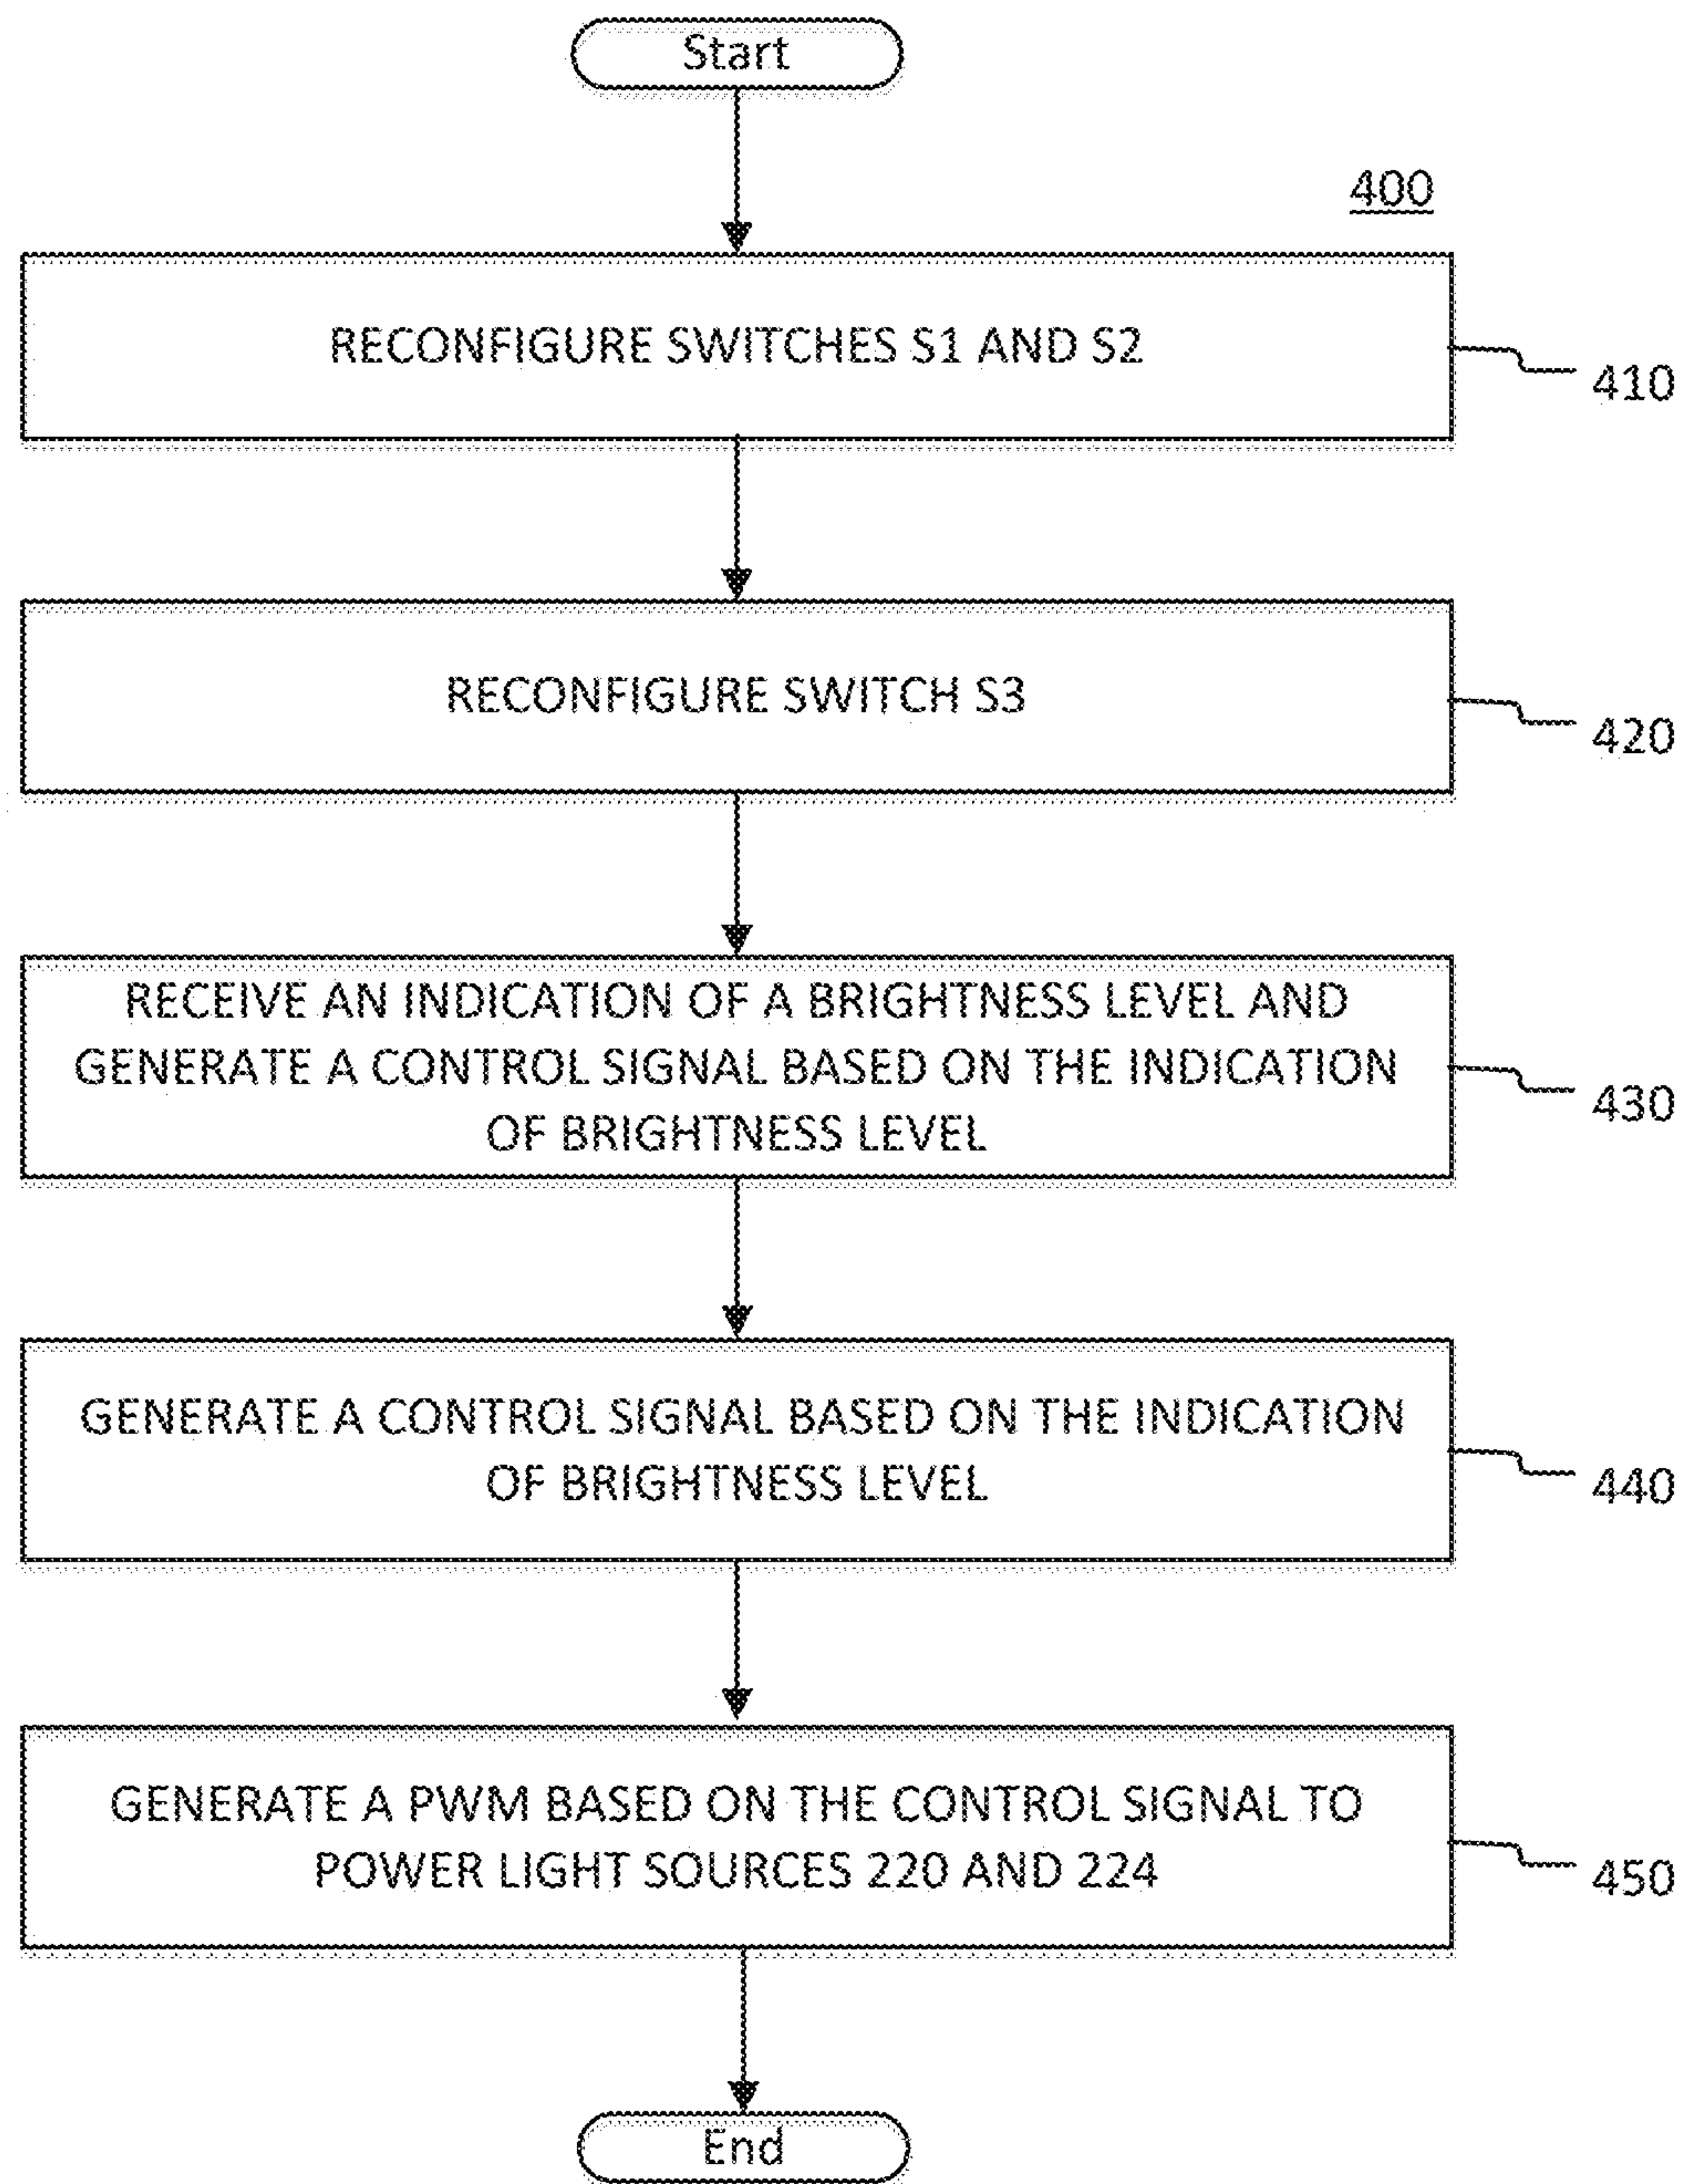 Start
400
RECONFIGURE SWITCHES S1 AND S2
410
RECONFIGURE SWITCH S3
420
RECEIVE AN INDICATION OF A BRIGHTNESS LEVEL AND
GENERATE A CONTROL SIGNAL BASED ON THE INDICATION
OF BRIGHTNESS LEVEL
430
GENERATE A CONTROL SIGNAL BASED ON THE INDICATION
OF BRIGHTNESS LEVEL
440
GENERATE A PWM BASED ON THE CONTROL SIGNAL TO
POWER LIGHT SOURCES 220 AND 224
450
End